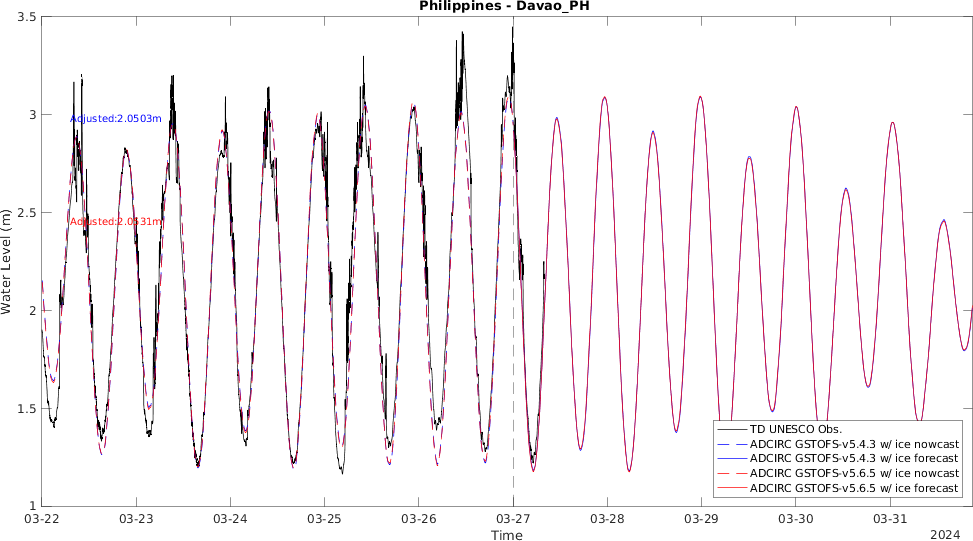 Philippines - Davao_PH
3.5
3
2.5
2
1.5
1
Water Level (m)
Adjusted:2.0503m
Adjusted:2.0531m
TD UNESCO Obs.
ADCIRC GSTOFS-v5.4.3 w/ ice nowcast
ADCIRC GSTOFS-v5.4.3 w/ ice forecast
ADCIRC GSTOFS-v5.6.5 w/ ice nowcast
ADCIRC GSTOFS-v5.6.5 w/ ice forecast
03-22 03-23 03-24 03-25 03-26 03-27 03-28 03-29 03-30 03-31
Time
2024